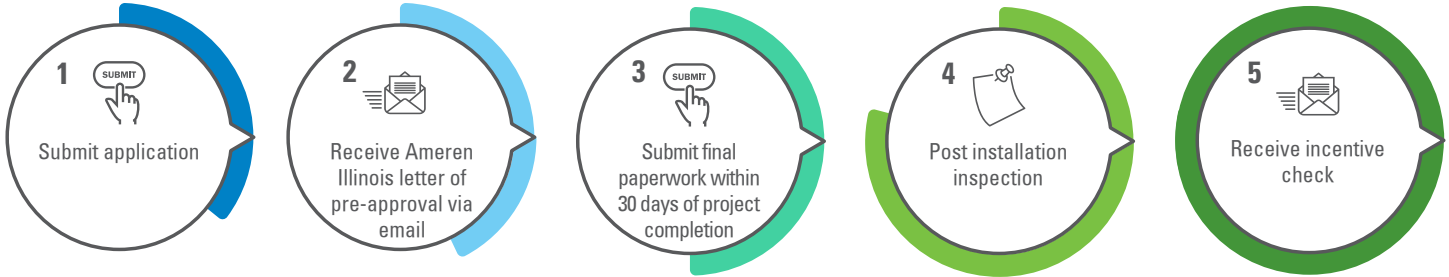 1
SUBMIT
Submit application
2
Receive Ameren
Illinois letter of
pre-approval via
email
3
SUBMIT
Submit final
paperwork within
30 days of project
completion
4
Post installation
inspection
5
Receive incentive
check